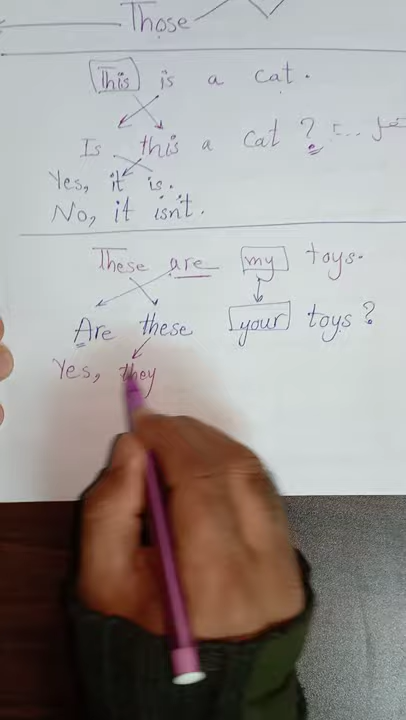 Those
This is a cat.
Is this a cat ?
Yes, it is.
No, it isn't.
These are my toys.
Are these your toys ?
Yes, they